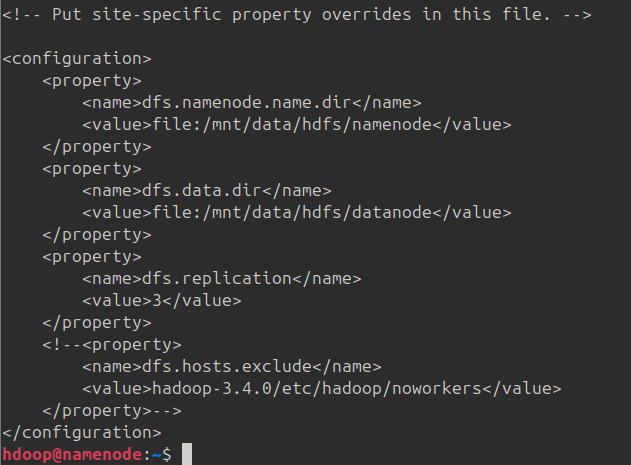 <!-- Put site-specific property overrides in this file. -->
<configuration>
    <property>
        <name>dfs.namenode.name.dir</name>
        <value>file:/mnt/data/hdfs/namenode</value>
    </property>
    <property>
        <name>dfs.data.dir</name>
        <value>file:/mnt/data/hdfs/datanode</value>
    </property>
    <property>
        <name>dfs.replication</name>
        <value>3</value>
    </property>
    <!--<property>
        <name>dfs.hosts.exclude</name>
        <value>hadoop-3.4.0/etc/hadoop/noworkers</value>
    </property>-->
</configuration>
hdoop@namenode:~$